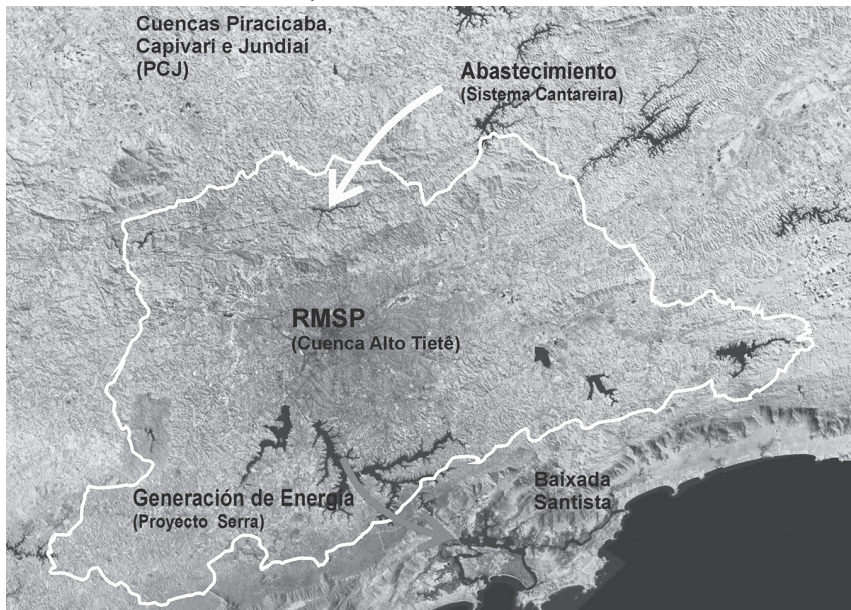 Cuencas Piracicaba,
Capivari e Jundiaí
(PCJ)
Abastecimiento
(Sistema Cantareira)
RMSP
(Cuenca Alto Tietê)
Generación de Energía
(Proyecto Serra)
Baixada
Santista